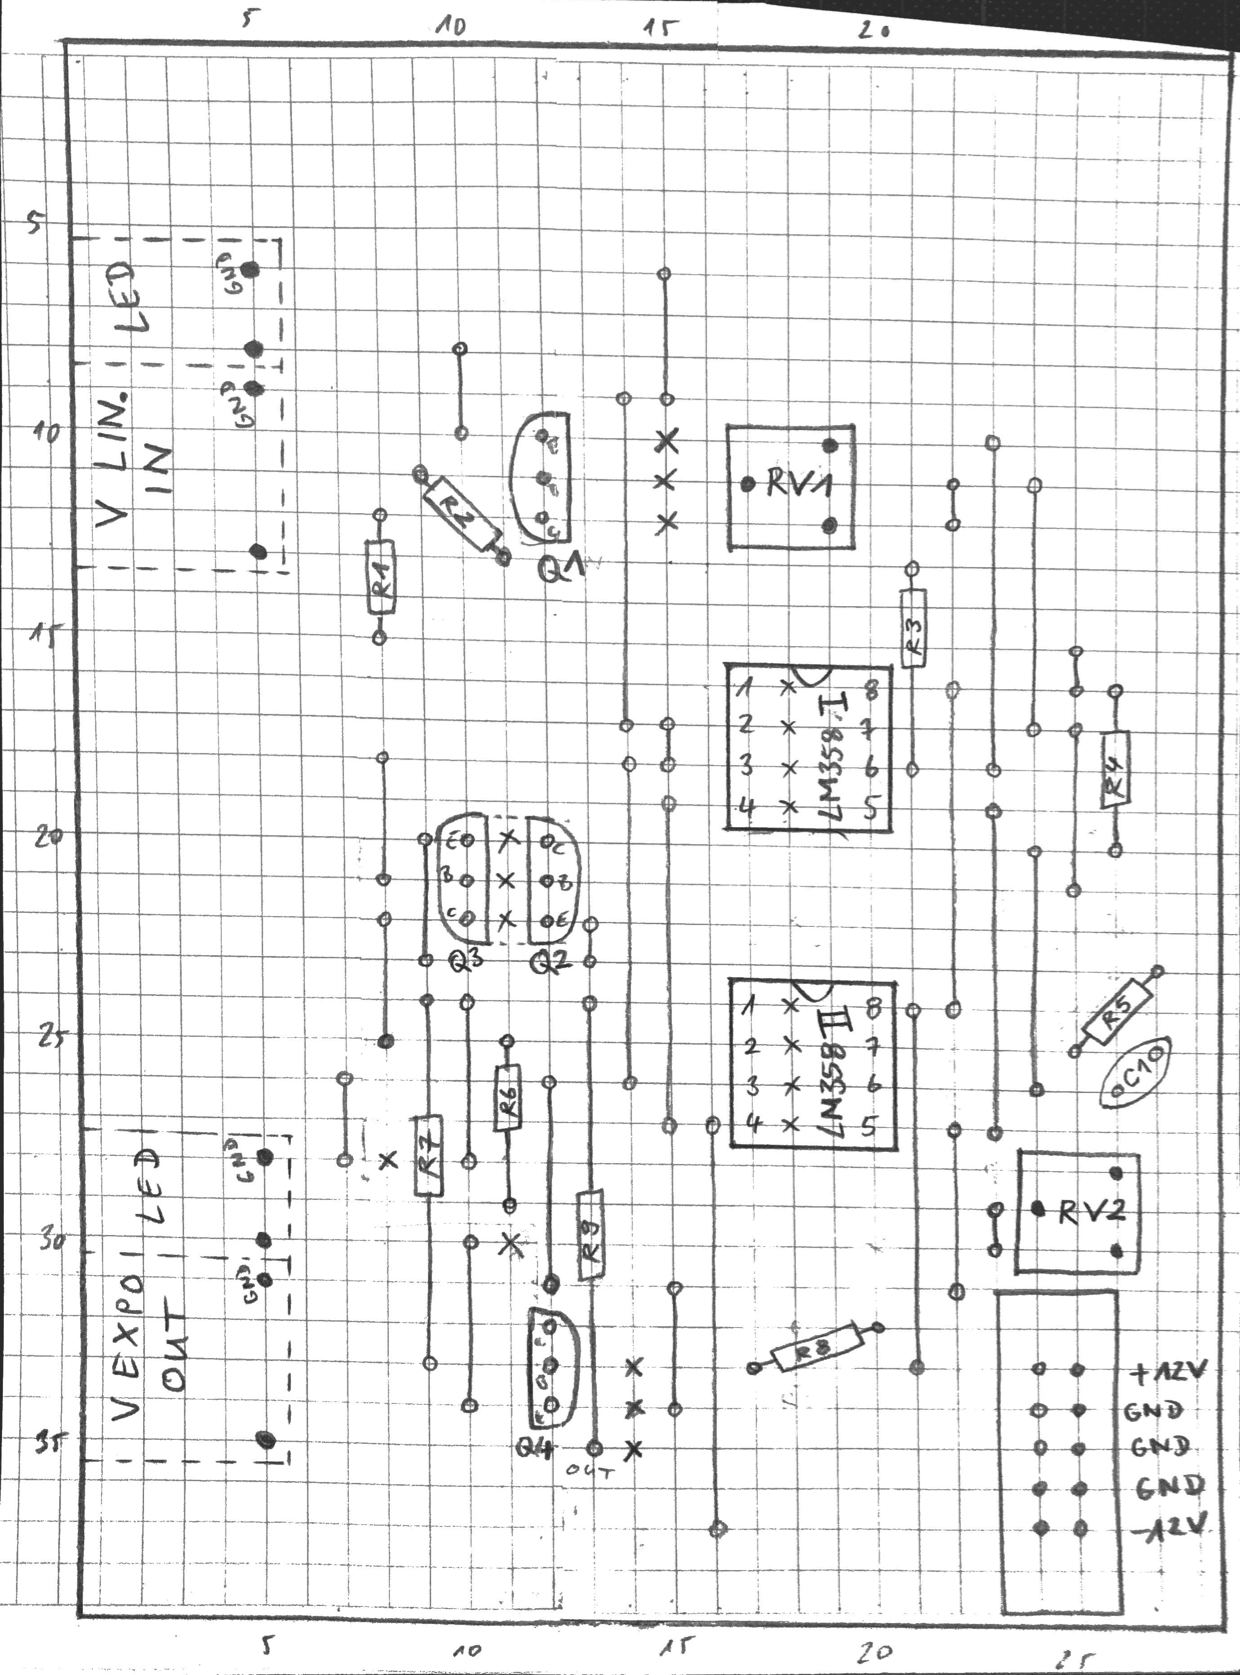 5 10 15 20
5
GND
LED
GND
V LIN.
IN
10
R2
RV1
Q1
R1
15
R3
1 8
2 7
3 6
4 5
LM358 I
R4
20
E C
B B
C E
Q3 Q2
1 8
2 7
3 6
4 5
LM358 II
R5
C1
25
R6
R7
GND
LED
RV2
R9
30
GND
V EXPO
OUT
R8
+12V
GND
GND
GND
-12V
35
Q4
OUT
5 10 15 20 25